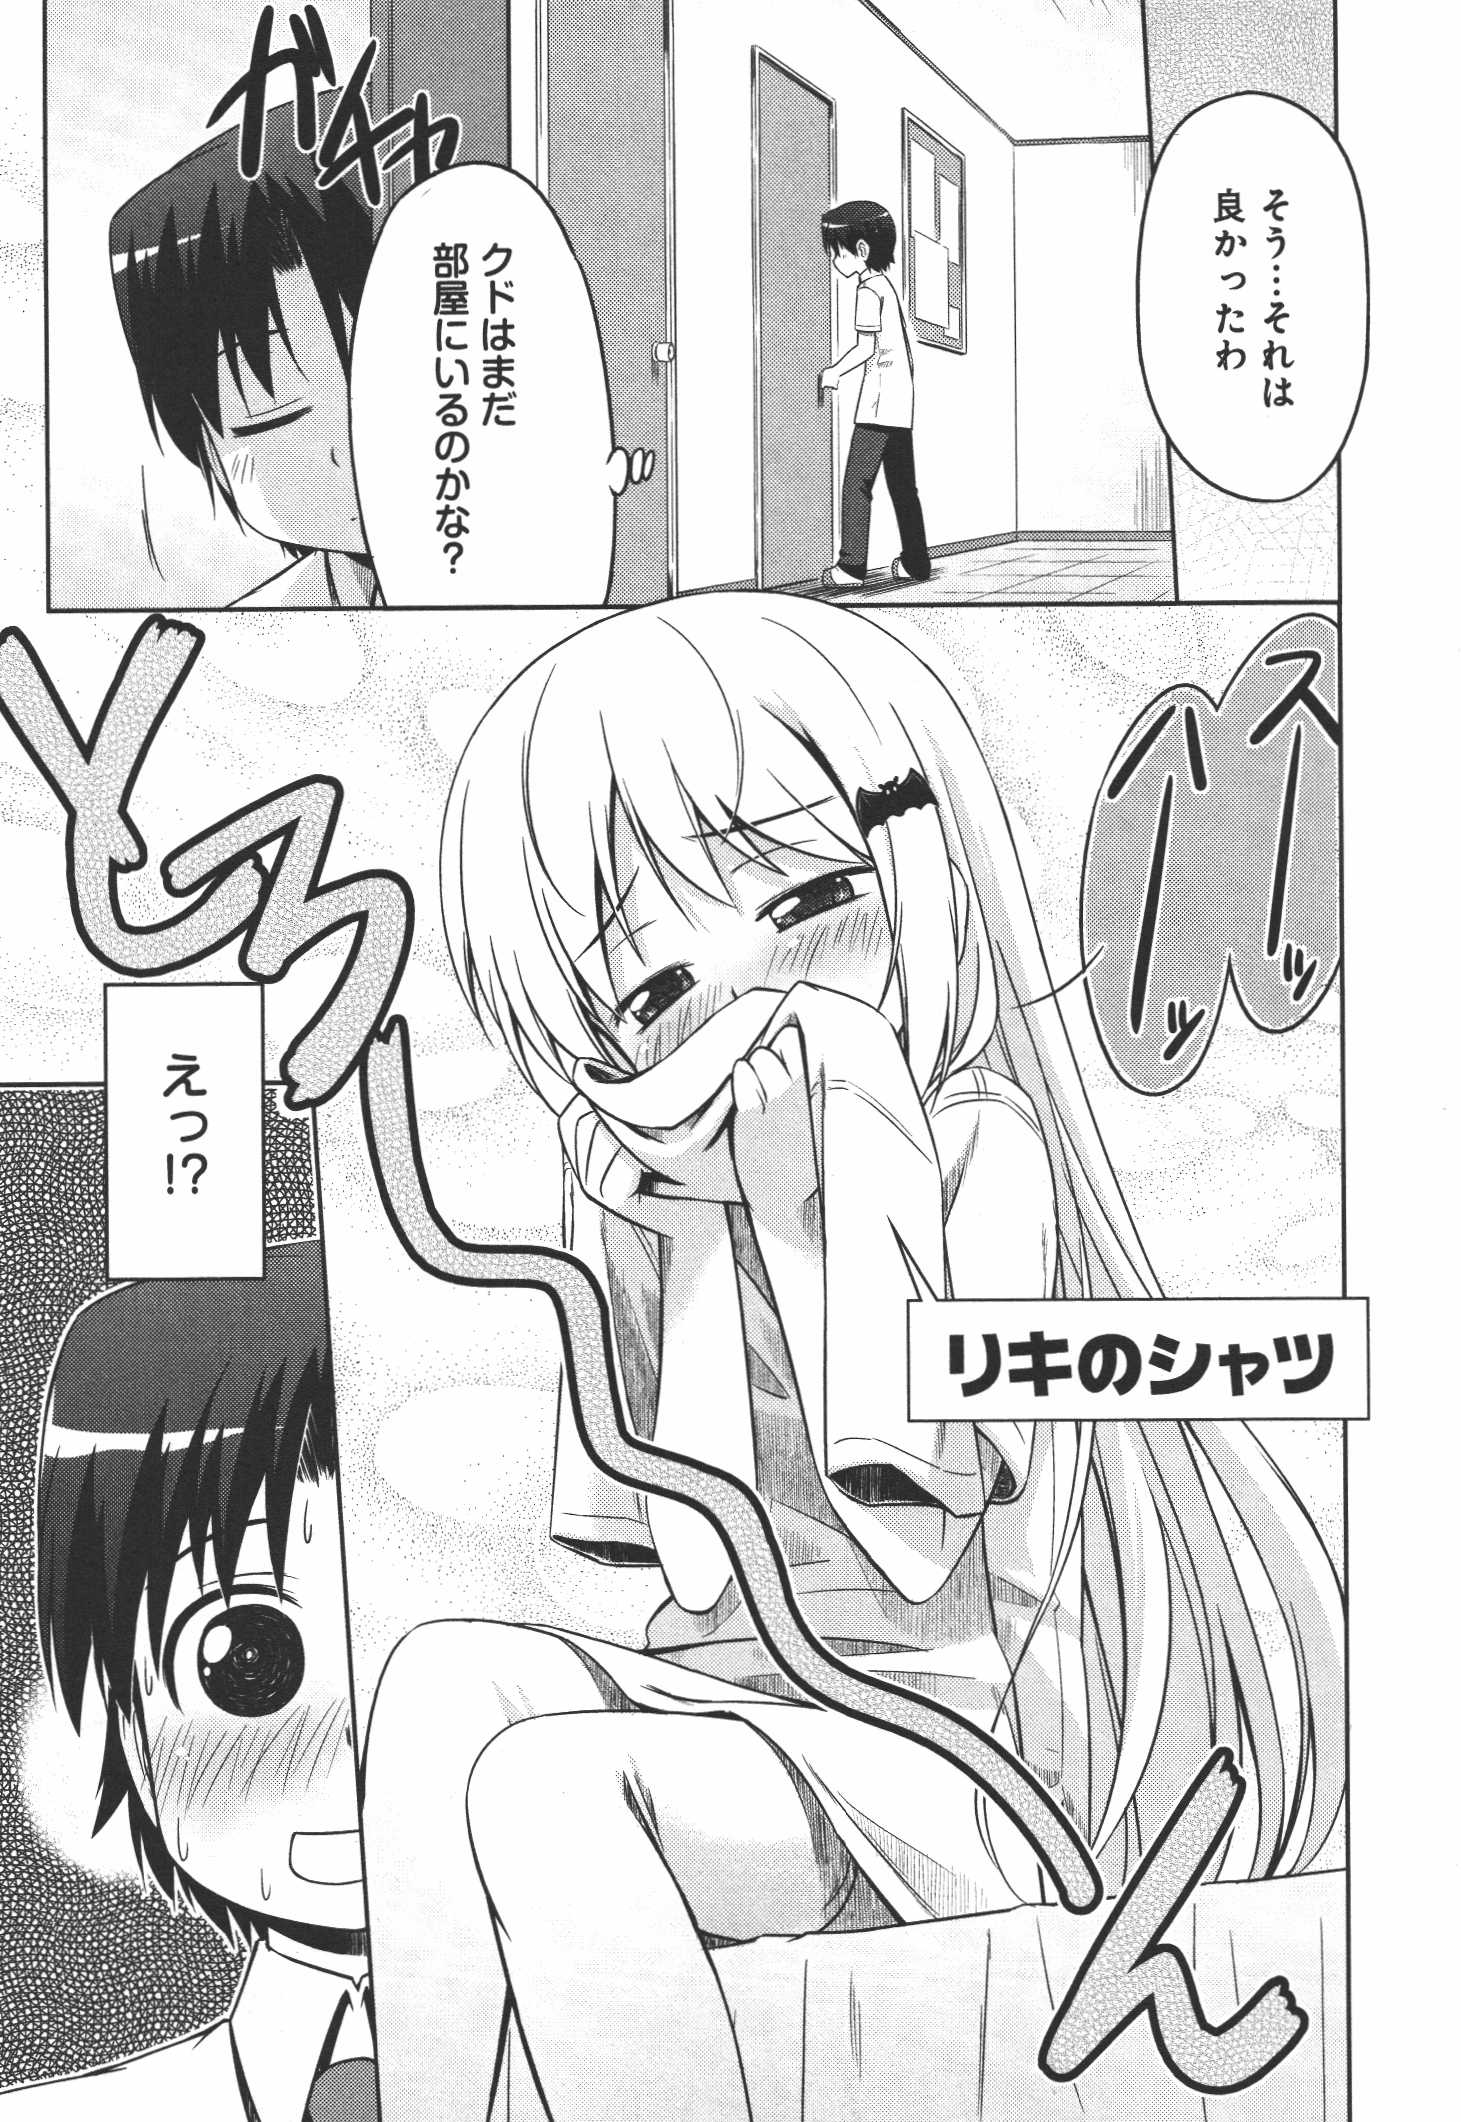 そう…それは
良かったわ
クドはまだ
部屋にいるのかな?
ガチャ
スーッ
ハーッ
リキのシャツ
とろ～ん
えっ!?